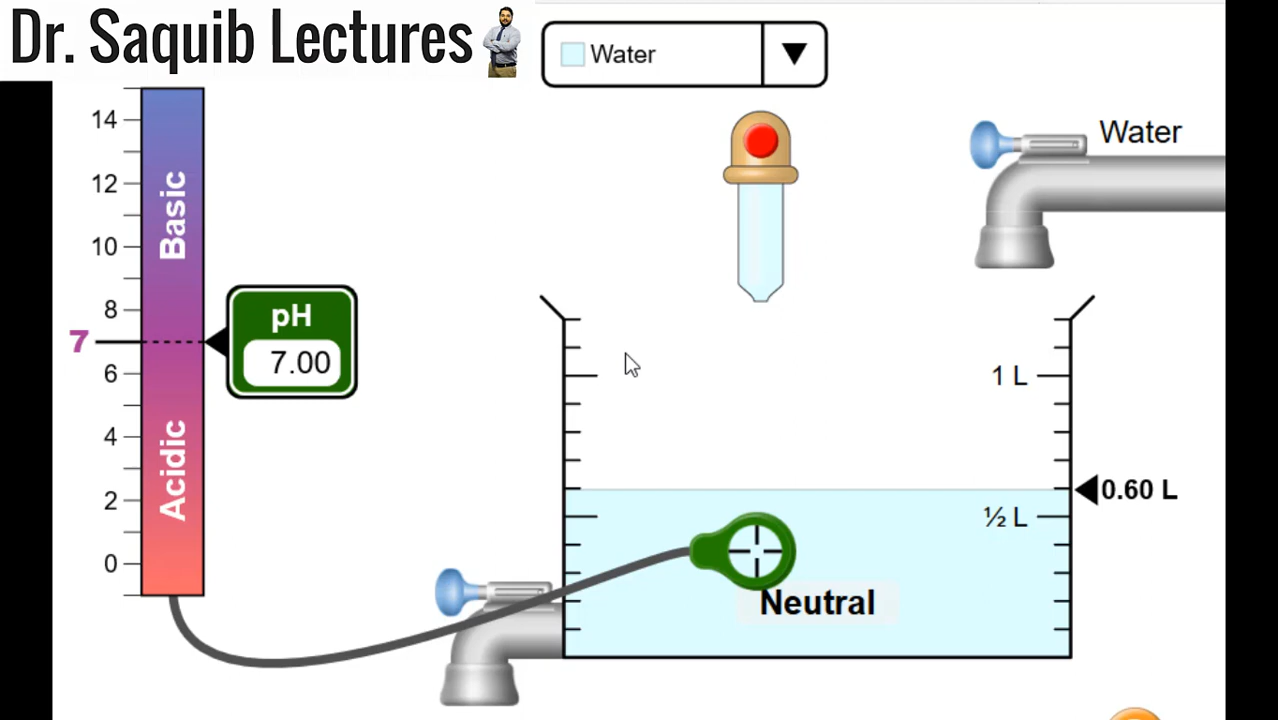 Dr. Saquib Lectures
Water
Water
14
12
10
8
7
6
4
2
0
Basic
Acidic
pH
7.00
1 L
0.60 L
½ L
Neutral